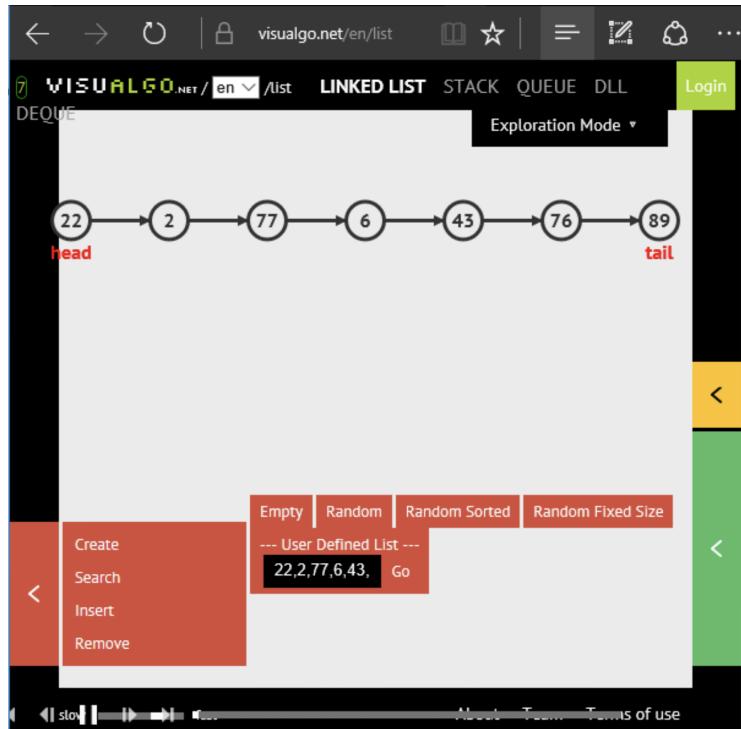 visualgo.net/en/list
7 VISUALGO.NET / en /list LINKED LIST STACK QUEUE DLL Login
DEQUE
Exploration Mode
22 2 77 6 43 76 89
head tail
Empty Random Random Sorted Random Fixed Size
Create --- User Defined List ---
Search 22,2,77,6,43, Go
Insert
Remove
slow Terms of use